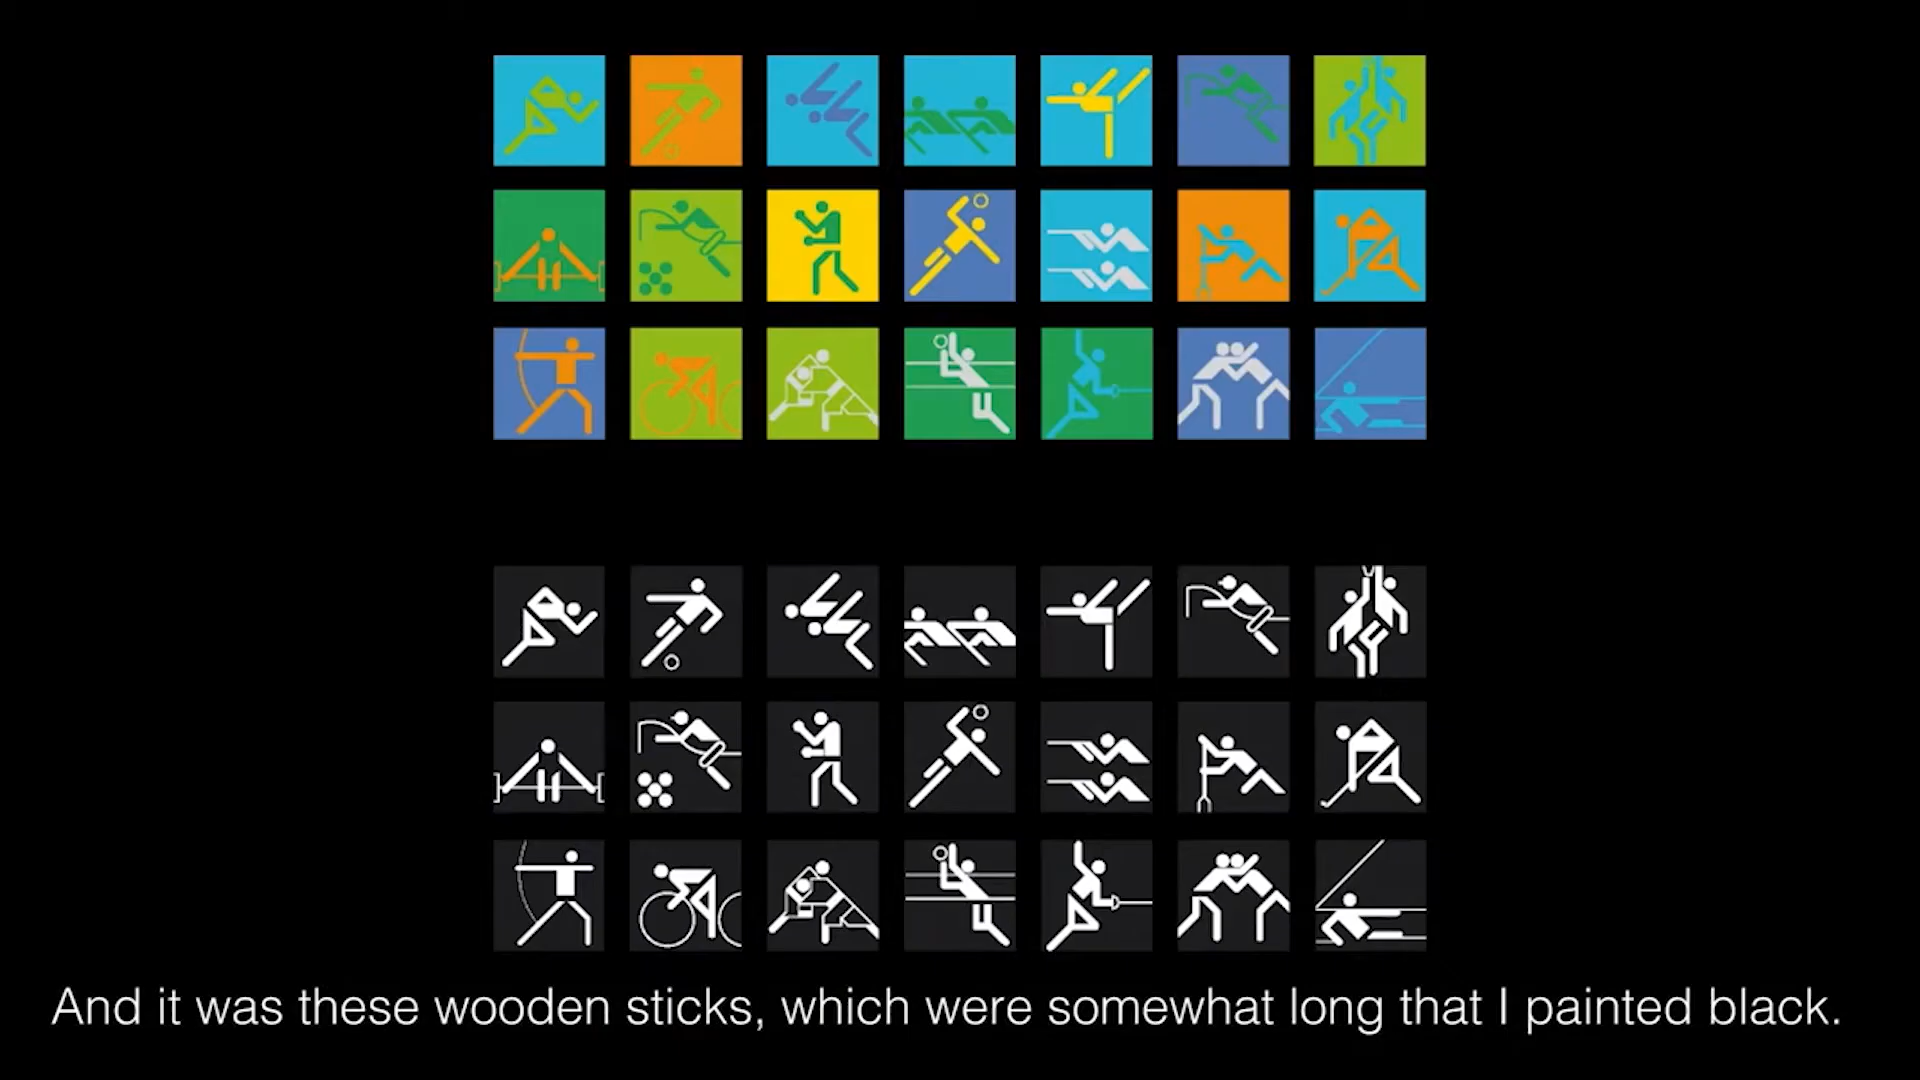 And it was these wooden sticks, which were somewhat long that I painted black.